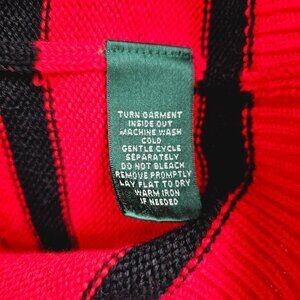 TURN GARMENT
INSIDE OUT
MACHINE WASH
COLD
GENTLE CYCLE
SEPARATELY
DO NOT BLEACH
REMOVE PROMPTLY
LAY FLAT TO DRY
WARM IRON
IF NEEDED